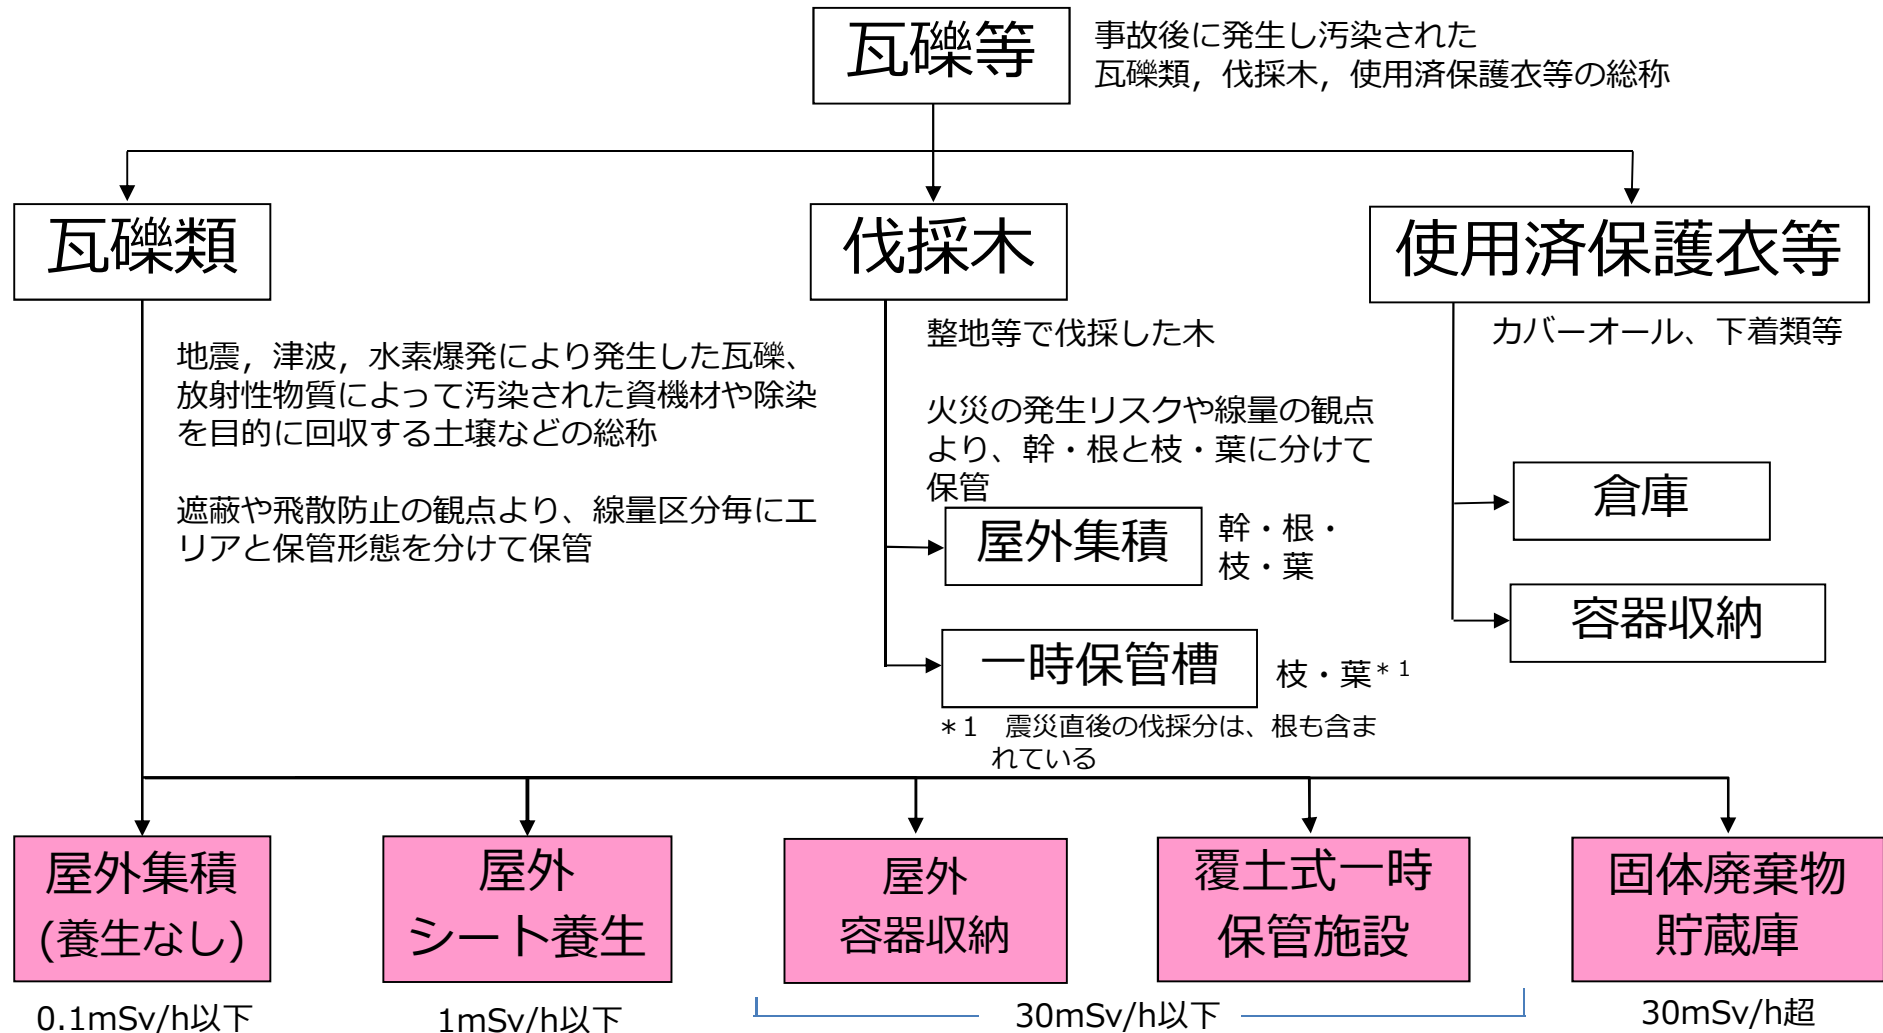 瓦礫等
事故後に発生し汚染された
瓦礫類，伐採木，使用済保護衣等の総称
瓦礫類
伐採木
使用済保護衣等
地震，津波，水素爆発により発生した瓦礫、
放射性物質によって汚染された資機材や除染
を目的に回収する土壌などの総称
遮蔽や飛散防止の観点より、線量区分毎にエ
リアと保管形態を分けて保管
整地等で伐採した木
火災の発生リスクや線量の観点
より、幹・根と枝・葉に分けて
保管
屋外集積
幹・根・
枝・葉
一時保管槽
枝・葉＊1
＊1　震災直後の伐採分は、根も含ま
れている
カバーオール、下着類等
倉庫
容器収納
屋外集積
(養生なし)
0.1mSv/h以下
屋外
シート養生
1mSv/h以下
屋外
容器収納
覆土式一時
保管施設
30mSv/h以下
固体廃棄物
貯蔵庫
30mSv/h超